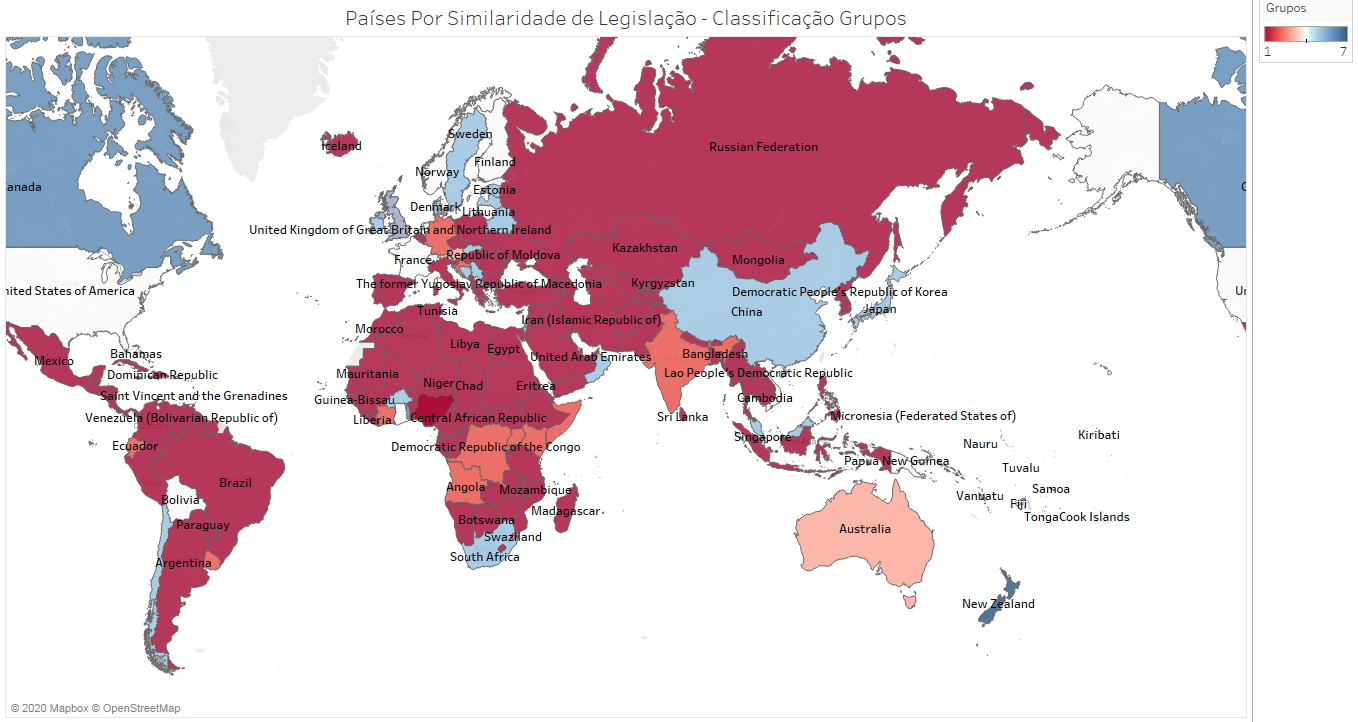 Países Por Similaridade de Legislação - Classificação Grupos
Grupos
1 7
Iceland
Sweden
Russian Federation
Finland
Norway
anada
Estonia
Denmark
Lithuania
United Kingdom of Great Britain and Northern Ireland
Kazakhstan
Republic of Moldova
France
Mongolia
The former Yugoslav Republic of Macedonia
Kyrgyzstan
nited States of America
Democratic People's Republic of Korea
Ur
Tunisia
China
Japan
Iran (Islamic Republic of)
Morocco
Libya
Egypt
Bahamas
Bangladesh
Mexico
United Arab Emirates
Dominican Republic
Mauritania
Lao People's Democratic Republic
Niger
Chad
Eritrea
Saint Vincent and the Grenadines
Guinea-Bissau
Cambodia
Venezuela (Bolivarian Republic of)
Liberia
Central African Republic
Sri Lanka
Micronesia (Federated States of)
Singapore
Kiribati
Ecuador
Democratic Republic of the Congo
Nauru
Papua New Guinea
Tuvalu
Brazil
Angola
Mozambique
Samoa
Bolivia
Vanuatu
Fiji
Madagascar
Tonga
Cook Islands
Paraguay
Botswana
Australia
Swaziland
South Africa
Argentina
New Zealand
© 2020 Mapbox © OpenStreetMap